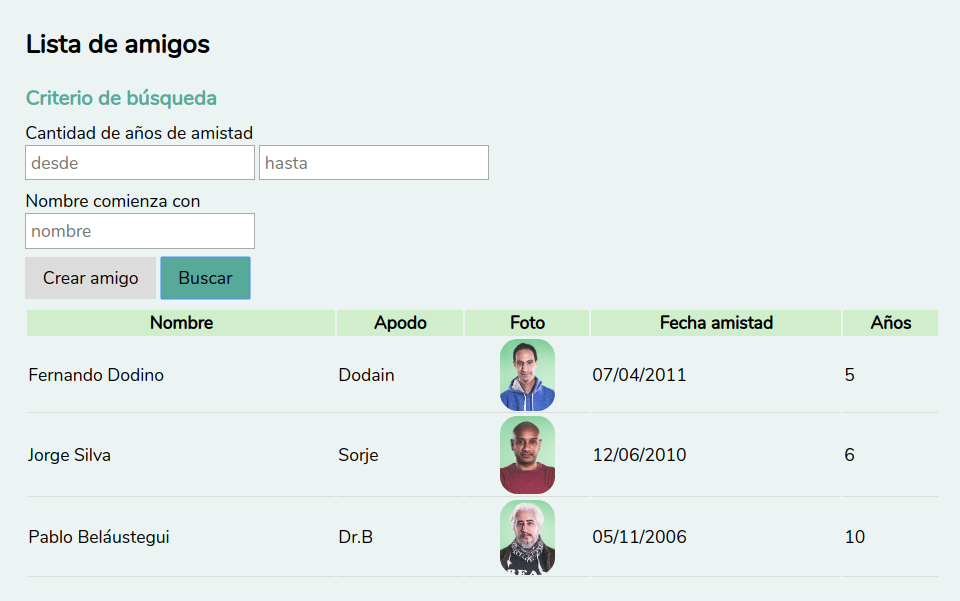 Lista de amigos
Criterio de búsqueda
Cantidad de años de amistad
desde hasta
Nombre comienza con
nombre
Crear amigo Buscar
Nombre Apodo Foto Fecha amistad Años
Fernando Dodino Dodain 07/04/2011 5
Jorge Silva Sorje 12/06/2010 6
Pablo Beláustegui Dr.B 05/11/2006 10